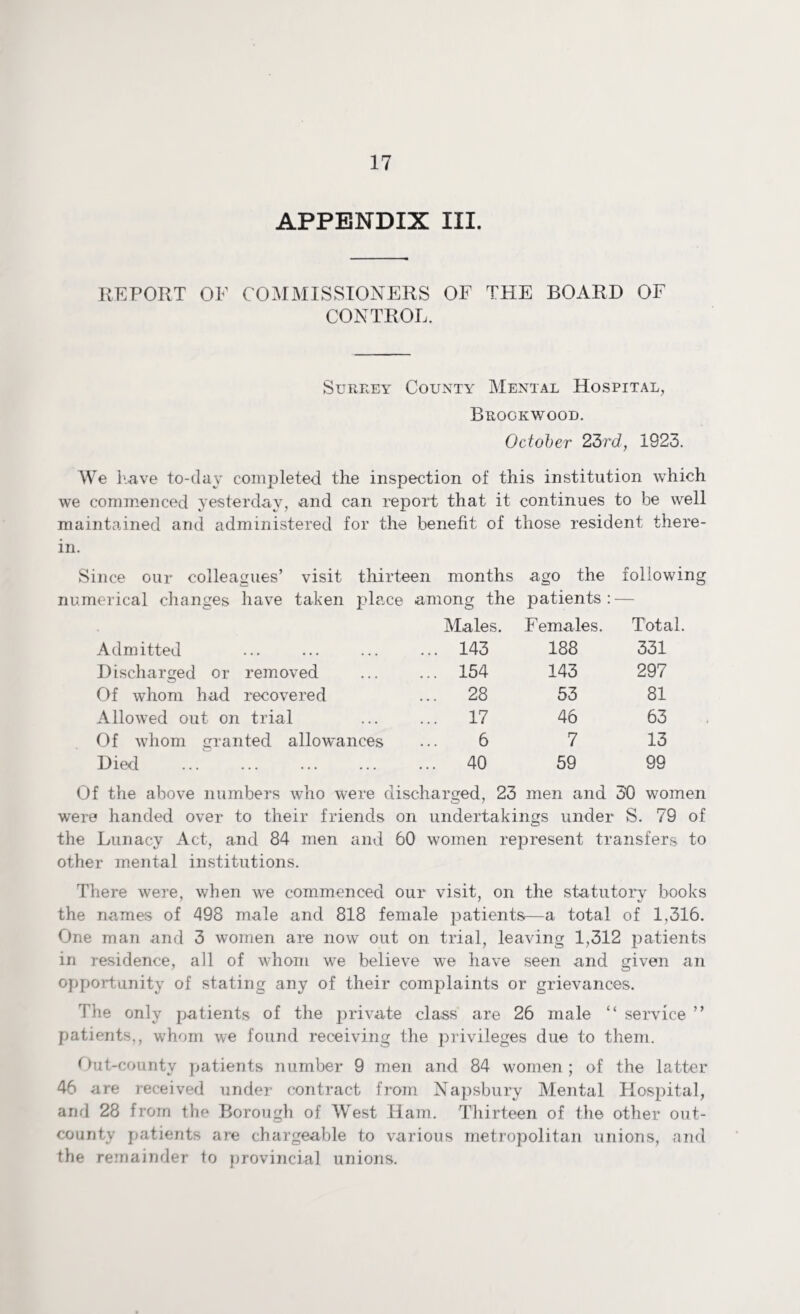 17
APPENDIX III.
REPORT OF COMMISSIONERS OF THE BOARD OF
CONTROL.
Surrey County Mental Hospital,
Brookwood.
October 23rd, 1923.
We have to-day completed the inspection of this institution which
we commenced yesterday, and can report that it continues to be well
maintained and administered for the benefit of those resident there-
in.
Since our colleagues' visit thirteen months ago the following
numerical changes have taken place among the patients:—
Males. Females. Total.
Admitted ... ... ... ... 143 188 331
Discharged or removed ... ... 154 143 297
Of whom had recovered ... 28 53 81
Allowed out on trial ... ... 17 46 63
Of whom granted allowances ... 6 7 13
Died ... ... ... ... ... 40 59 99
Of the above numbers who were discharged, 23 men and 30 women
were handed over to their friends on undertakings under S. 79 of
the Lunacy Act, and 84 men and 60 women represent transfers to
other mental institutions.
There were, when we commenced our visit, on the statutory books
the names of 498 male and 818 female patients—a total of 1,316.
One man and 3 women are now out on trial, leaving 1,312 patients
in residence, all of whom we believe we have seen and given an
opportunity of stating any of their complaints or grievances.
The only patients of the private class are 26 male “ service ”
patients,, whom we found receiving the privileges due to them.
Out-county patients number 9 men and 84 women ; of the latter
46 are received under contract from Napsbury Mental Hospital,
and 28 from the Borough of West Ham. Thirteen of the other out-
county patients are chargeable to various metropolitan unions, and
the remainder to provincial unions.